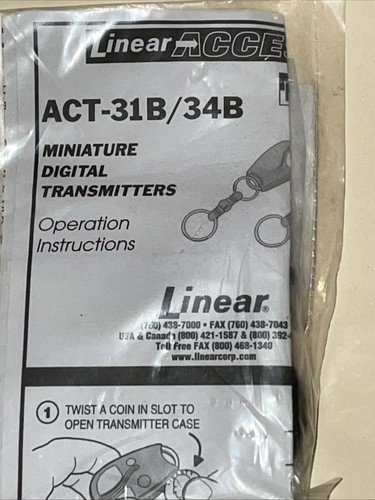 Linear ACCE
ACT-31B/34B
MINIATURE
DIGITAL
TRANSMITTERS
Operation
Instructions
Linear®
(760) 438-7000 • FAX (760) 438-7043
USA & Canada (800) 421-1587 & (800) 392-
Toll Free FAX (800) 468-1340
www.linearcorp.com
1 TWIST A COIN IN SLOT TO
OPEN TRANSMITTER CASE